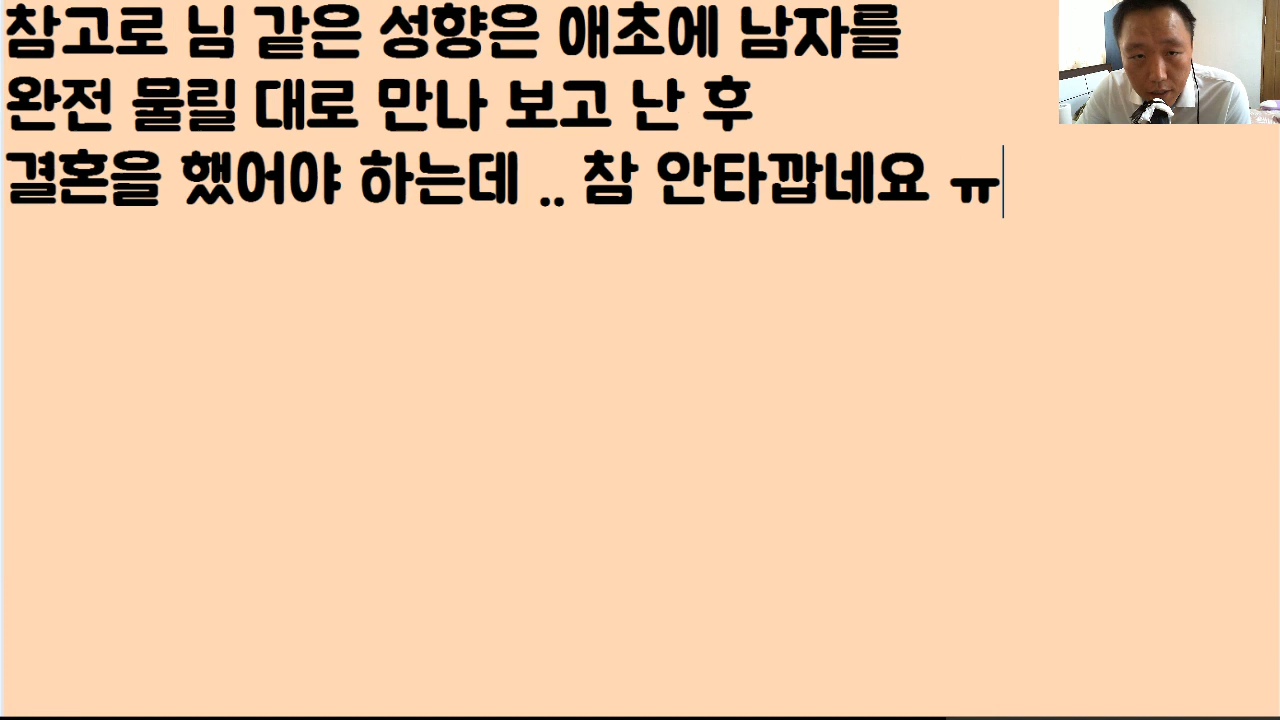 참고로 님 같은 성향은 애초에 남자를
완전 물릴 대로 만나 보고 난 후
결혼을 했어야 하는데 .. 참 안타깝네요 ㅠ